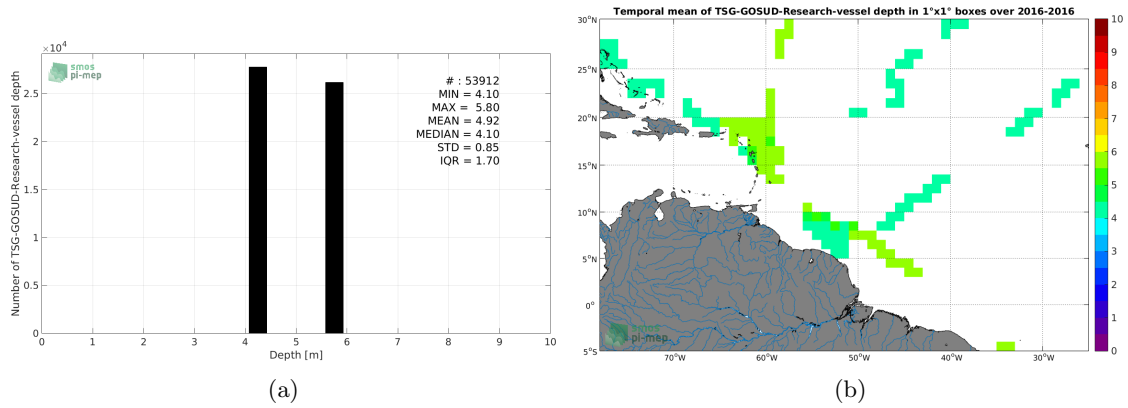 ×10⁴
smos
pi-mep
# : 53912
MIN = 4.10
MAX = 5.80
MEAN = 4.92
MEDIAN = 4.10
STD = 0.85
IQR = 1.70
Number of TSG-GOSUD-Research-vessel depth
2.5
2
1.5
1
0.5
0
0 1 2 3 4 5 6 7 8 9 10
Depth [m]
(a)
Temporal mean of TSG-GOSUD-Research-vessel depth in 1°x1° boxes over 2016-2016
30°N
25°N
20°N
15°N
10°N
5°N
0°
5°S
70°W 60°W 50°W 40°W 30°W
smos
pi-mep
10
9
8
7
6
5
4
3
2
1
0
(b)